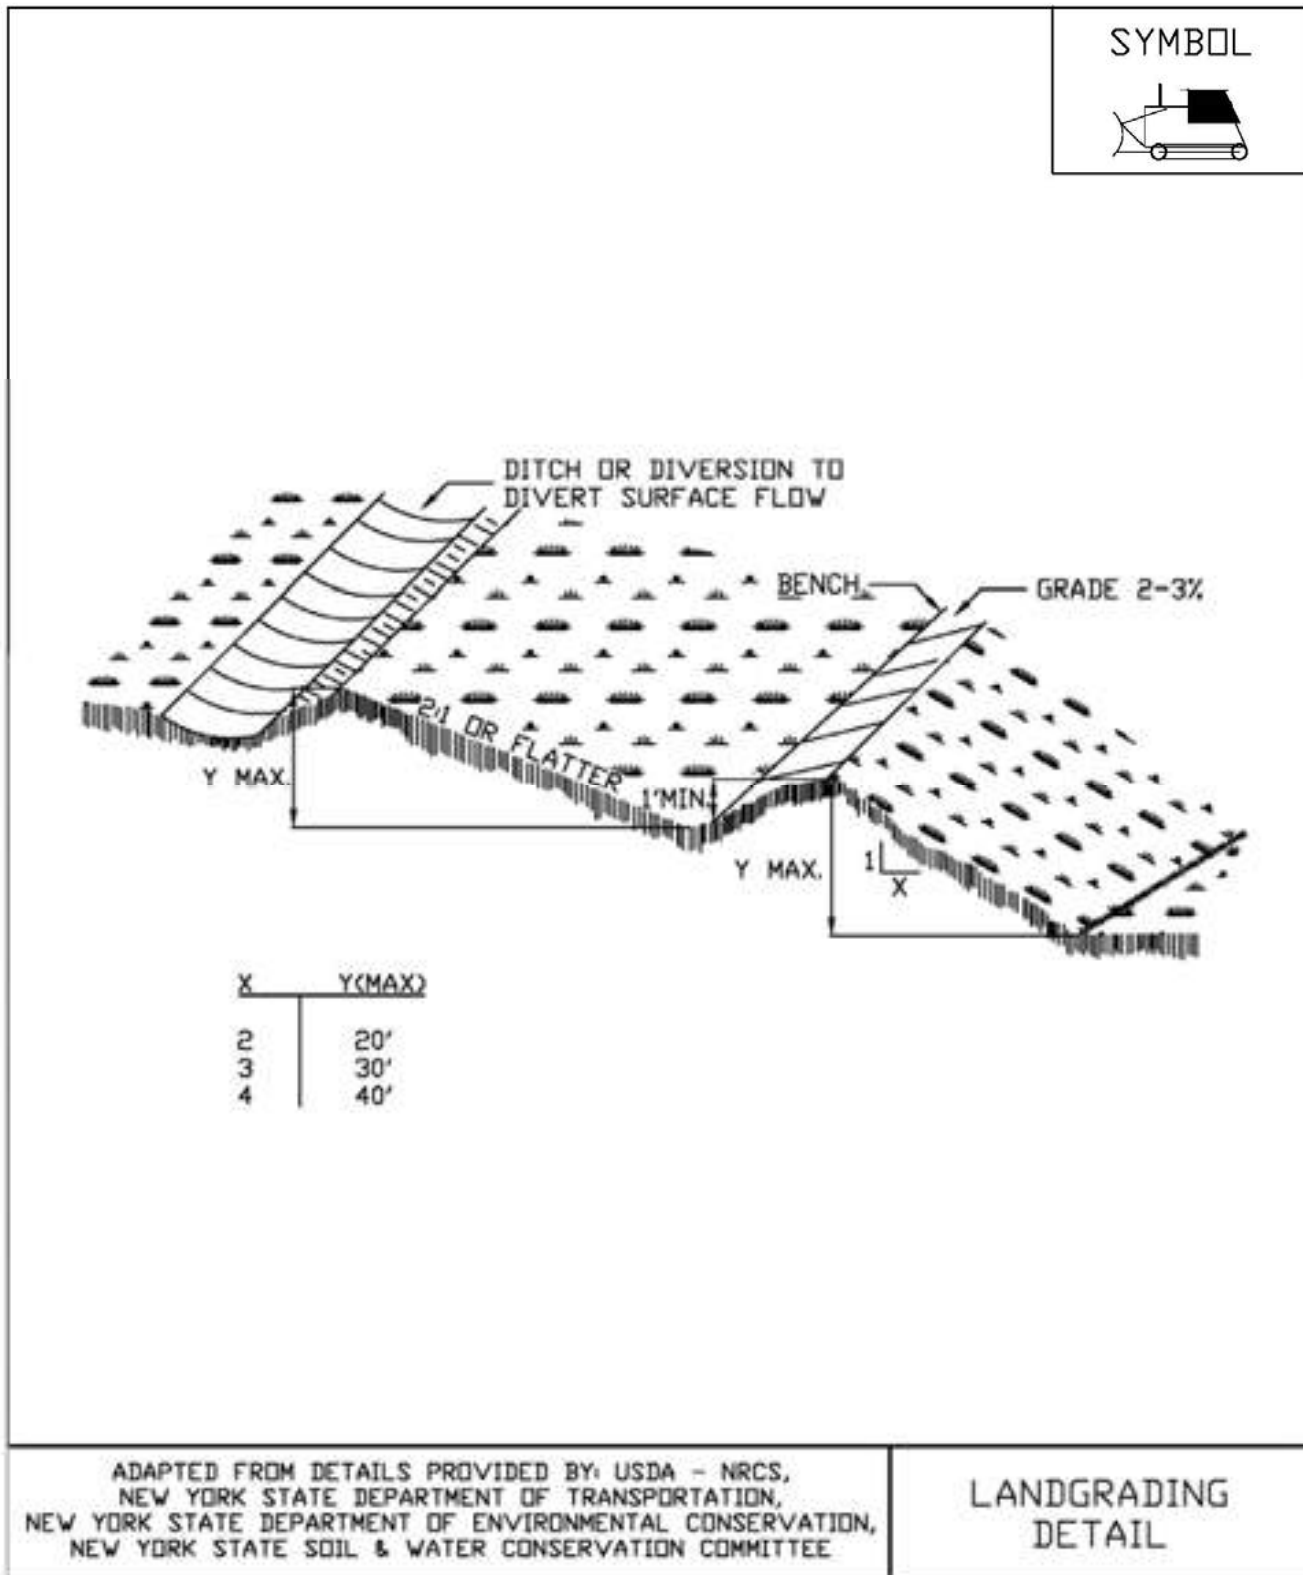 SYMBOL
DITCH OR DIVERSION TO
DIVERT SURFACE FLOW
BENCH
GRADE 2-3%
2:1 OR FLATTER
Y MAX.
1'MIN.
Y MAX.
1
X
X Y(MAX)
2 20'
3 30'
4 40'
ADAPTED FROM DETAILS PROVIDED BY: USDA - NRCS,
NEW YORK STATE DEPARTMENT OF TRANSPORTATION,
NEW YORK STATE DEPARTMENT OF ENVIRONMENTAL CONSERVATION,
NEW YORK STATE SOIL & WATER CONSERVATION COMMITTEE
LANDGRADING
DETAIL